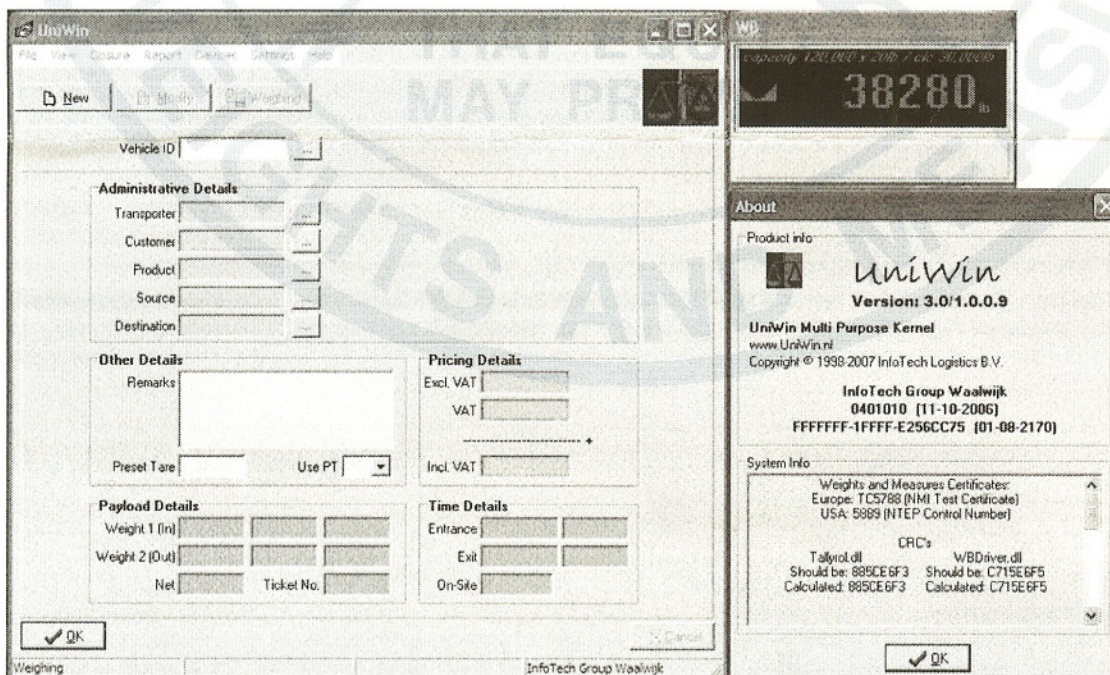 UniWin
File View Closure Report Devices Settings Help
New Modify Weighing
Vehicle ID ...
Administrative Details
Transporter ...
Customer ...
Product ...
Source ...
Destination ...
Other Details
Remarks
Preset Tare Use PT
Pricing Details
Excl. VAT
VAT
+
Incl. VAT
Payload Details
Weight 1 (In)
Weight 2 (Out)
Net Ticket No.
Time Details
Entrance
Exit
On-Site
OK Cancel
Weighing InfoTech Group Waalwijk
WB
capacity 120,000 x 20lb
38280 lb
About
Product info
UniWin
Version: 3.0/1.0.0.9
UniWin Multi Purpose Kernel
www.UniWin.nl
Copyright © 1998-2007 InfoTech Logistics B.V.
InfoTech Group Waalwijk
0401010 (11-10-2006)
FFFFFFF-1FFFF-E256CC75 (01-08-2170)
System Info
Weights and Measures Certificates:
Europe: TC5788 (NMI Test Certificate)
USA: 5889 (NTEP Control Number)
CRC's
Tallyrol.dll WBDriver.dll
Should be: 885CE6F3 Should be: C715E6F5
Calculated: 885CE6F3 Calculated: C715E6F5
OK
MAY
AND